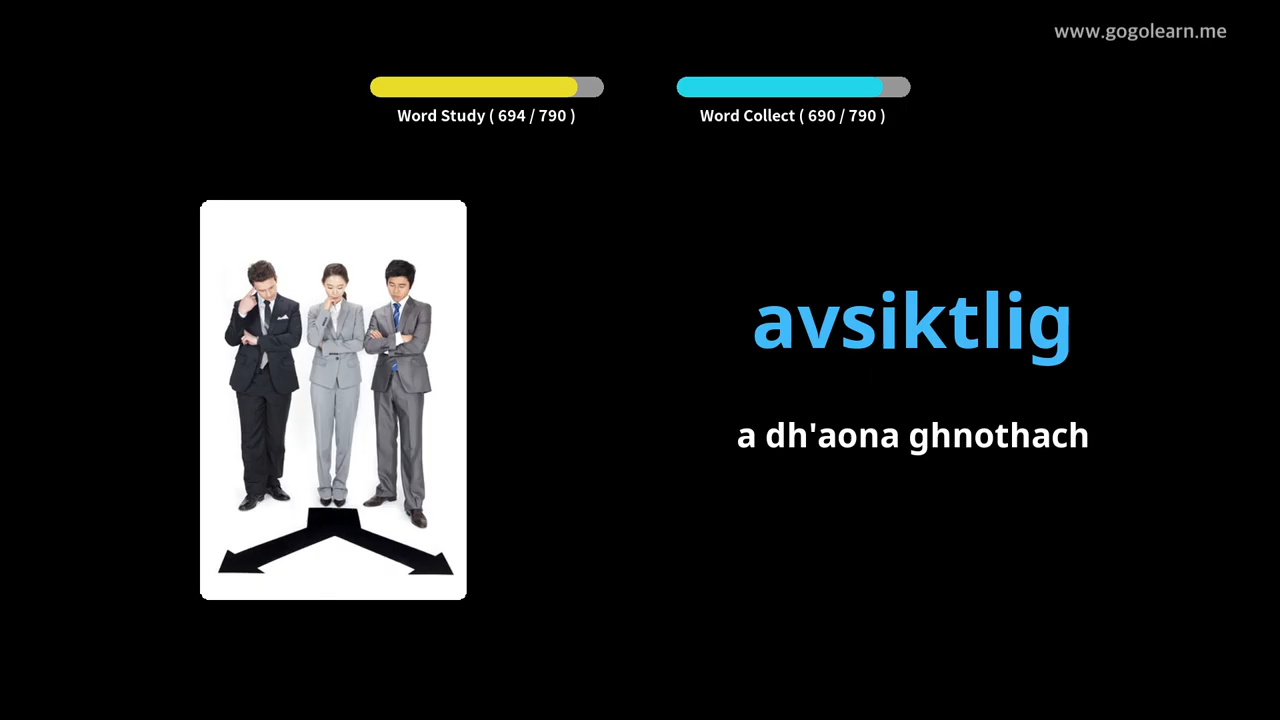 www.gogolearn.me
Word Study ( 694 / 790 )
Word Collect ( 690 / 790 )
avsiktlig
a dh'aona ghnothach